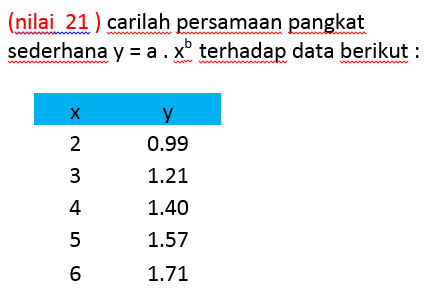 (nilai 21 ) carilah persamaan pangkat
sederhana y = a . xᵇ terhadap data berikut :
x y
2 0.99
3 1.21
4 1.40
5 1.57
6 1.71